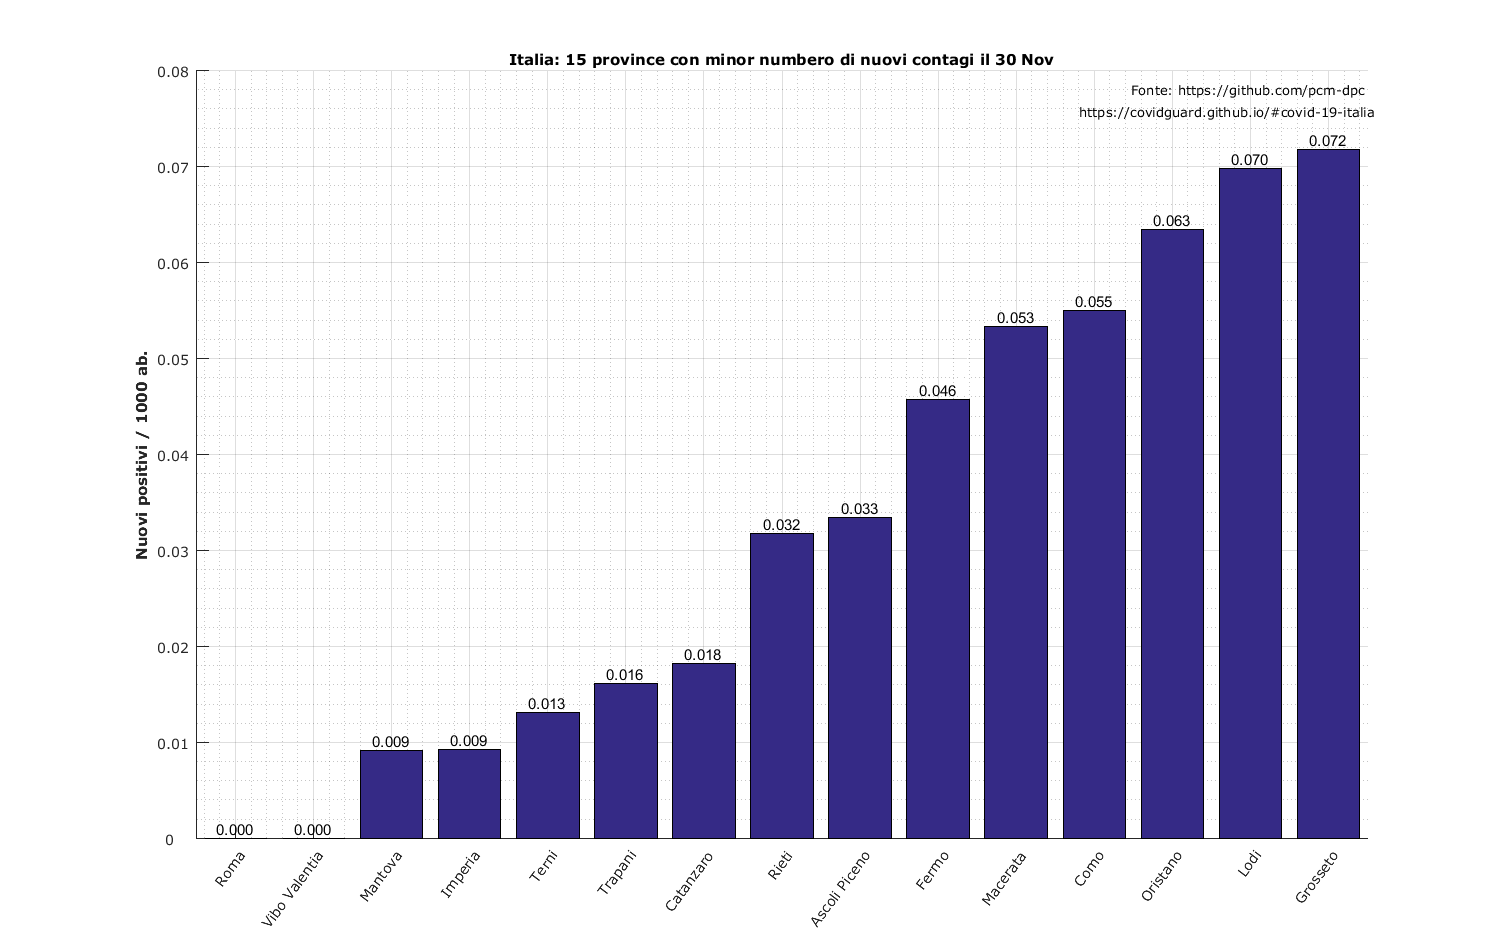 Italia: 15 province con minor numbero di nuovi contagi il 30 Nov
Fonte: https://github.com/pcm-dpc
https://covidguard.github.io/#covid-19-italia
Nuovi positivi / 1000 ab.
0.08
0.07
0.06
0.05
0.04
0.03
0.02
0.01
0
0.000
0.000
0.009
0.009
0.013
0.016
0.018
0.032
0.033
0.046
0.053
0.055
0.063
0.070
0.072
Roma
Vibo Valentia
Mantova
Imperia
Terni
Trapani
Catanzaro
Rieti
Ascoli Piceno
Fermo
Macerata
Como
Oristano
Lodi
Grosseto